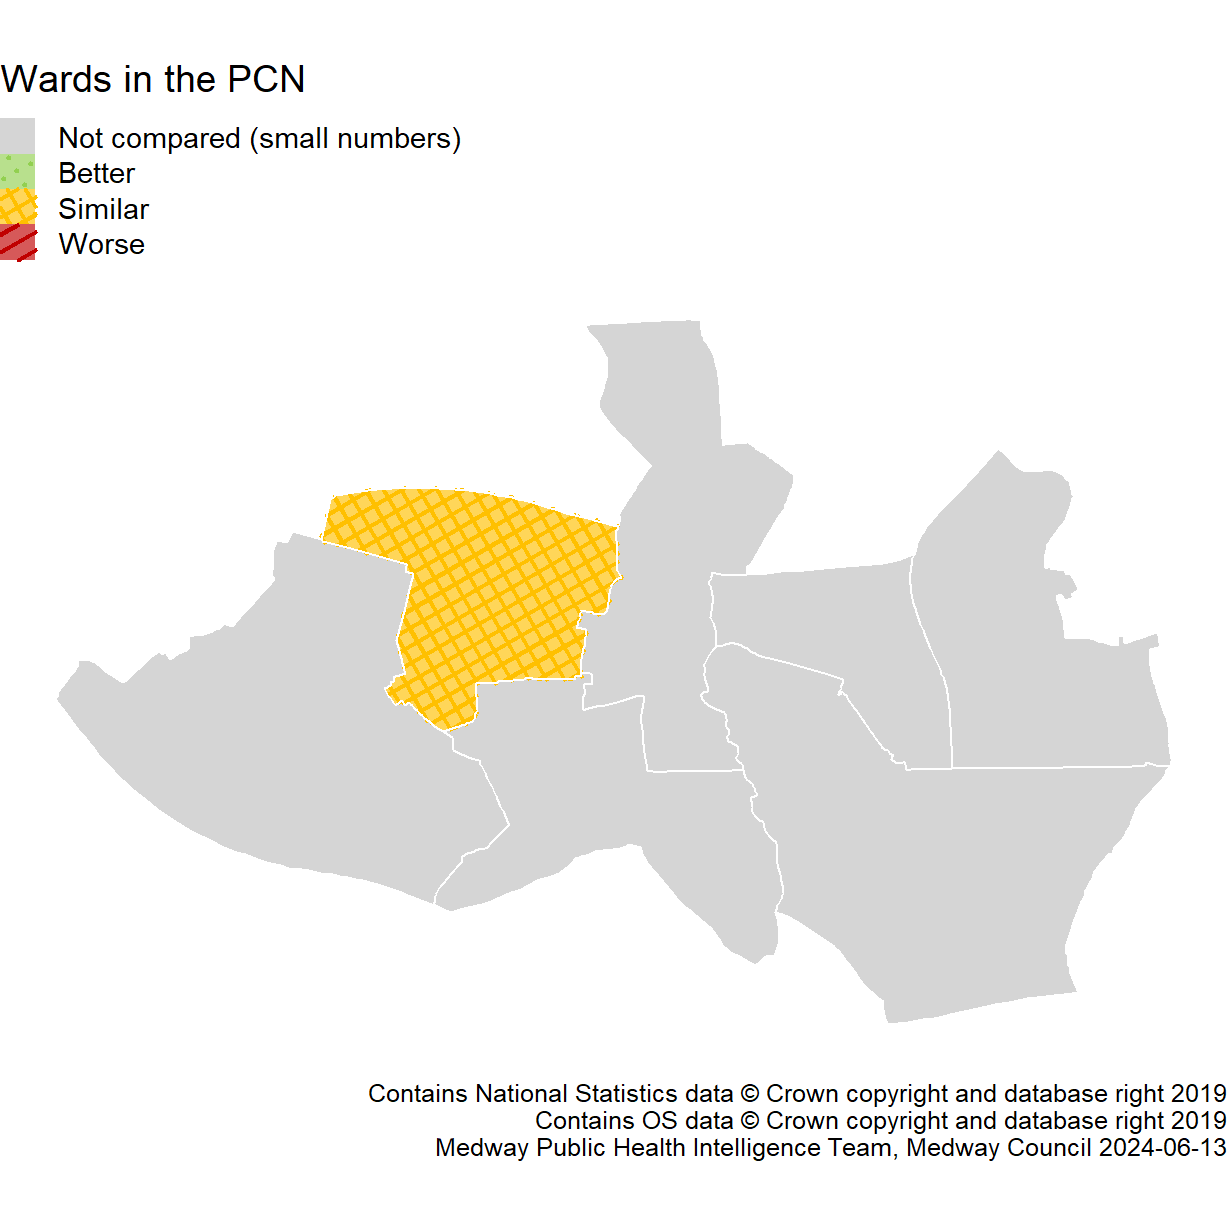 Wards in the PCN
Not compared (small numbers)
Better
Similar
Worse
Contains National Statistics data © Crown copyright and database right 2019
Contains OS data © Crown copyright and database right 2019
Medway Public Health Intelligence Team, Medway Council 2024-06-13